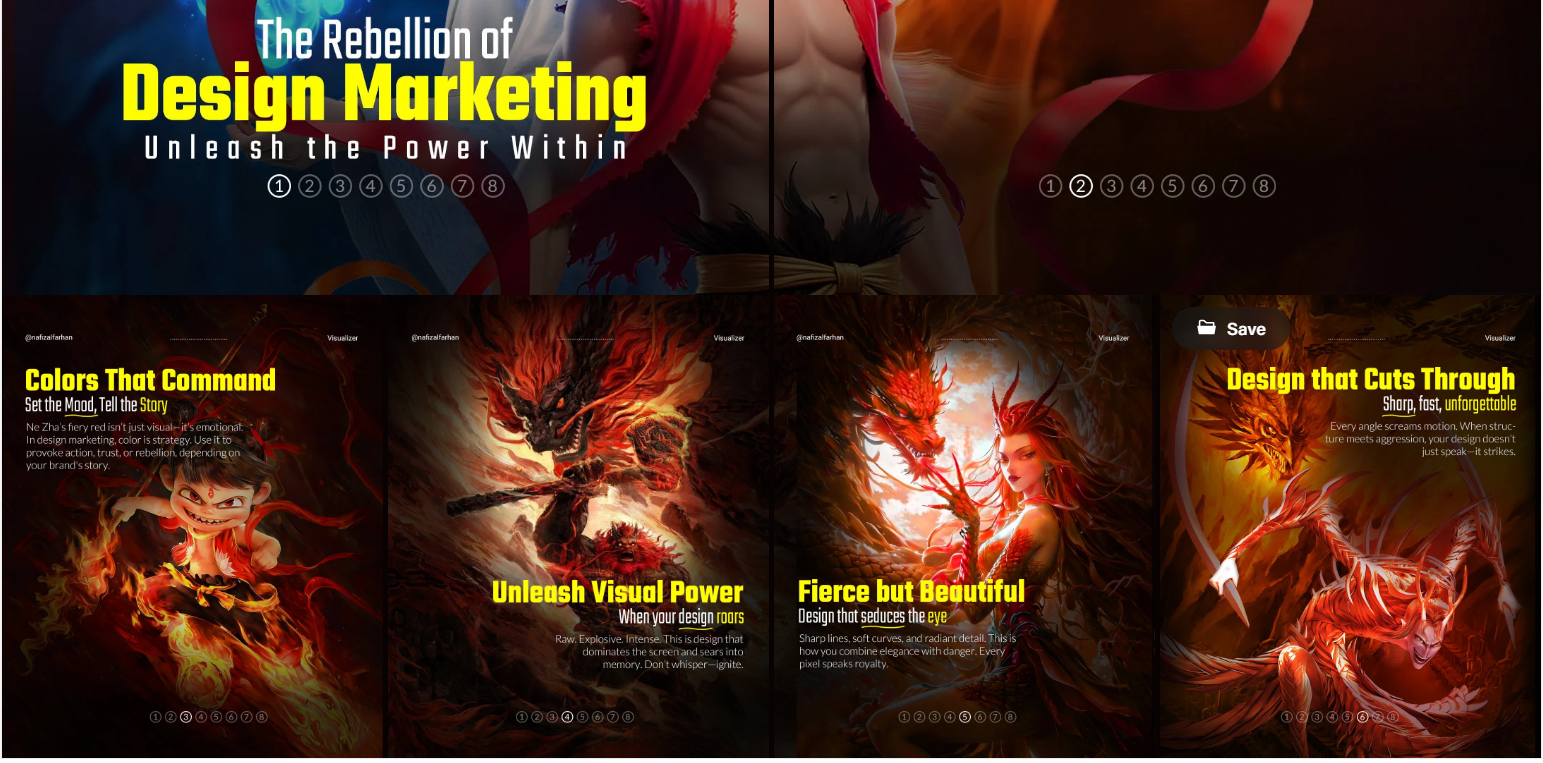 The Rebellion of
Design Marketing
Unleash the Power Within
1 2 3 4 5 6 7 8
1 2 3 4 5 6 7 8
@nafizalfarhan
Visualizer
Colors That Command
Set the Mood, Tell the Story
Ne Zha's fiery red isn't just visual—it's emotional.
In design marketing, color is strategy. Use it to
provoke action, trust, or rebellion, depending on
your brand's story.
1 2 3 4 5 6 7 8
@nafizalfarhan
Visualizer
Unleash Visual Power
When your design roars
Raw. Explosive. Intense. This is design that
dominates the screen and sears into
memory. Don't whisper—ignite.
1 2 3 4 5 6 7 8
@nafizalfarhan
Visualizer
Fierce but Beautiful
Design that seduces the eye
Sharp lines, soft curves, and radiant detail. This is
how you combine elegance with danger. Every
pixel speaks royalty.
1 2 3 4 5 6 7 8
Save
Visualizer
Design that Cuts Through
Sharp, fast, unforgettable
Every angle screams motion. When struc-
ture meets aggression, your design doesn't
just speak—it strikes.
1 2 3 4 5 6 7 8